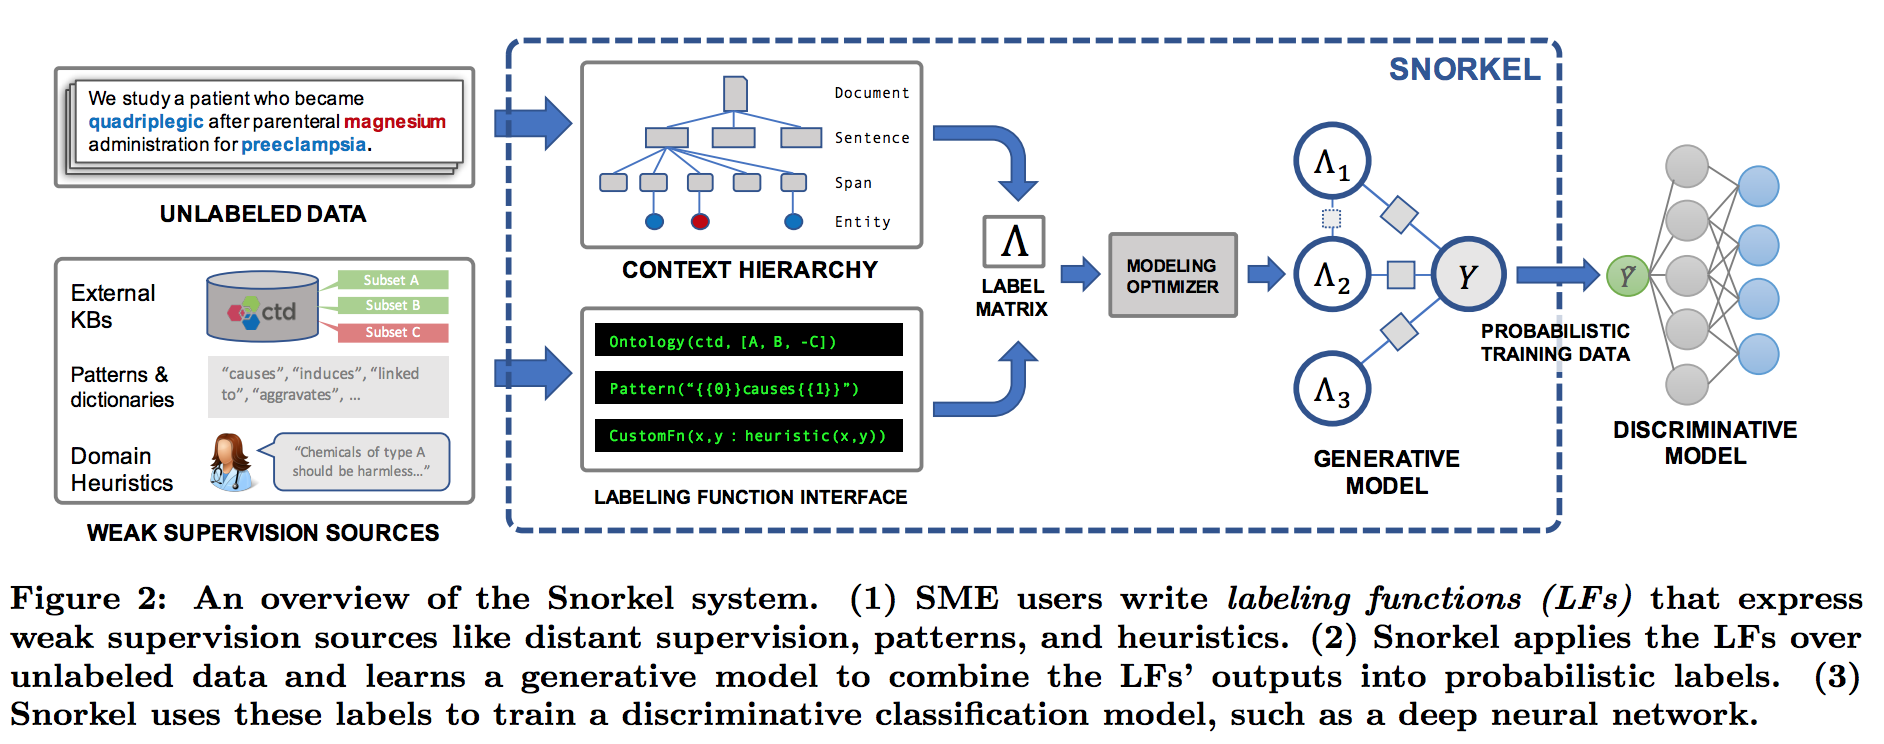 We study a patient who became
quadriplegic after parenteral magnesium
administration for preeclampsia.
UNLABELED DATA
External
KBs
ctd
Subset A
Subset B
Subset C
Patterns &
dictionaries
“causes”, “induces”, “linked
to”, “aggravates”, ...
Domain
Heuristics
“Chemicals of type A
should be harmless...”
WEAK SUPERVISION SOURCES
SNORKEL
Document
Sentence
Span
Entity
CONTEXT HIERARCHY
Ontology(ctd, [A, B, -C])
Pattern(“{{0}}causes{{1}}”)
CustomFn(x,y : heuristic(x,y))
LABELING FUNCTION INTERFACE
Λ
LABEL
MATRIX
MODELING
OPTIMIZER
Λ1
Λ2
Λ3
Y
GENERATIVE
MODEL
PROBABILISTIC
TRAINING DATA
Ỹ
DISCRIMINATIVE
MODEL
Figure 2: An overview of the Snorkel system. (1) SME users write labeling functions (LFs) that express
weak supervision sources like distant supervision, patterns, and heuristics. (2) Snorkel applies the LFs over
unlabeled data and learns a generative model to combine the LFs’ outputs into probabilistic labels. (3)
Snorkel uses these labels to train a discriminative classification model, such as a deep neural network.